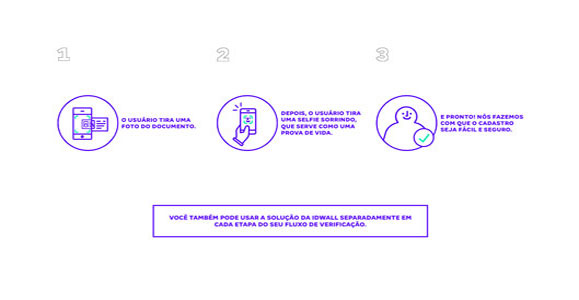 1
O USUÁRIO TIRA UMA
FOTO DO DOCUMENTO.
2
DEPOIS, O USUÁRIO TIRA
UMA SELFIE SORRINDO,
QUE SERVE COMO UMA
PROVA DE VIDA.
3
E PRONTO! NÓS FAZEMOS
COM QUE O CADASTRO
SEJA FÁCIL E SEGURO.
VOCÊ TAMBÉM PODE USAR A SOLUÇÃO DA IDWALL SEPARADAMENTE EM
CADA ETAPA DO SEU FLUXO DE VERIFICAÇÃO.